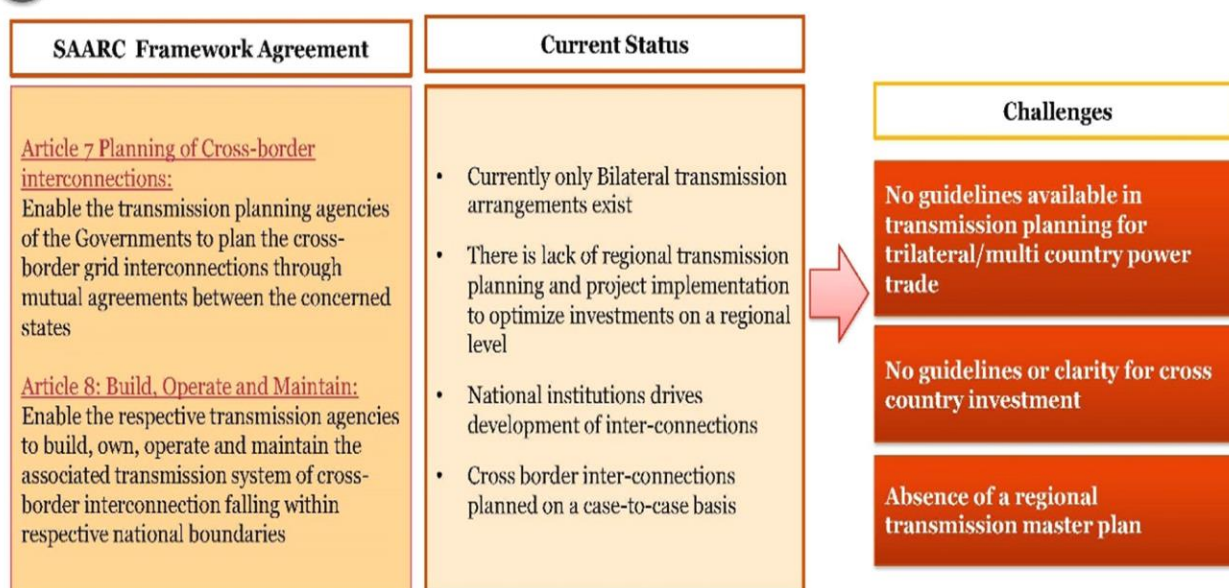 SAARC Framework Agreement
Article 7 Planning of Cross-border
interconnections:
Enable the transmission planning agencies
of the Governments to plan the cross-
border grid interconnections through
mutual agreements between the concerned
states
Article 8: Build, Operate and Maintain:
Enable the respective transmission agencies
to build, own, operate and maintain the
associated transmission system of cross-
border interconnection falling within
respective national boundaries
Current Status
• Currently only Bilateral transmission
arrangements exist
• There is lack of regional transmission
planning and project implementation
to optimize investments on a regional
level
• National institutions drives
development of inter-connections
• Cross border inter-connections
planned on a case-to-case basis
Challenges
No guidelines available in
transmission planning for
trilateral/multi country power
trade
No guidelines or clarity for cross
country investment
Absence of a regional
transmission master plan